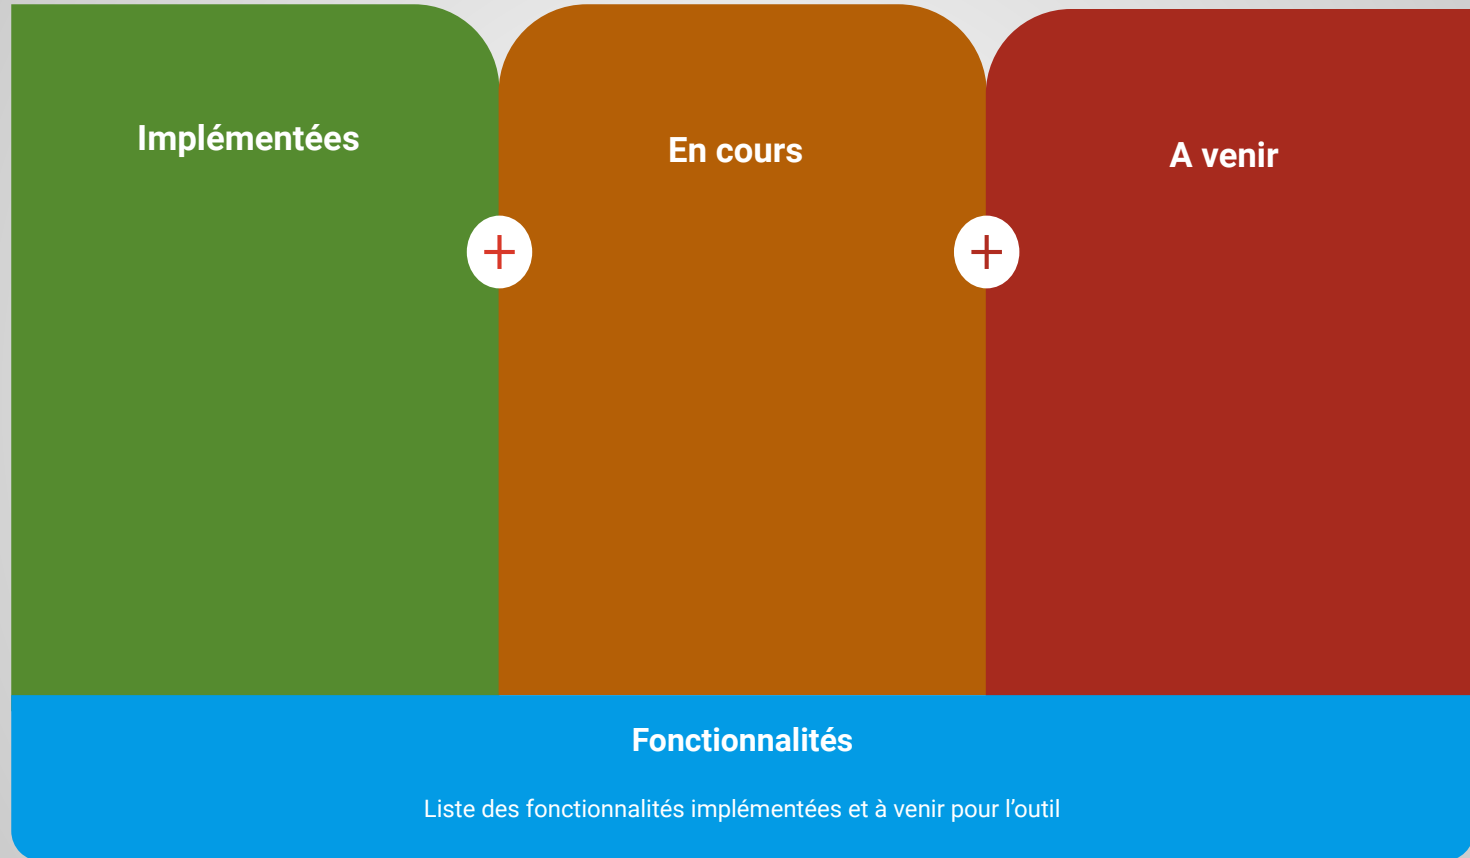 Implémentées
En cours
A venir
Fonctionnalités
Liste des fonctionnalités implémentées et à venir pour l’outil